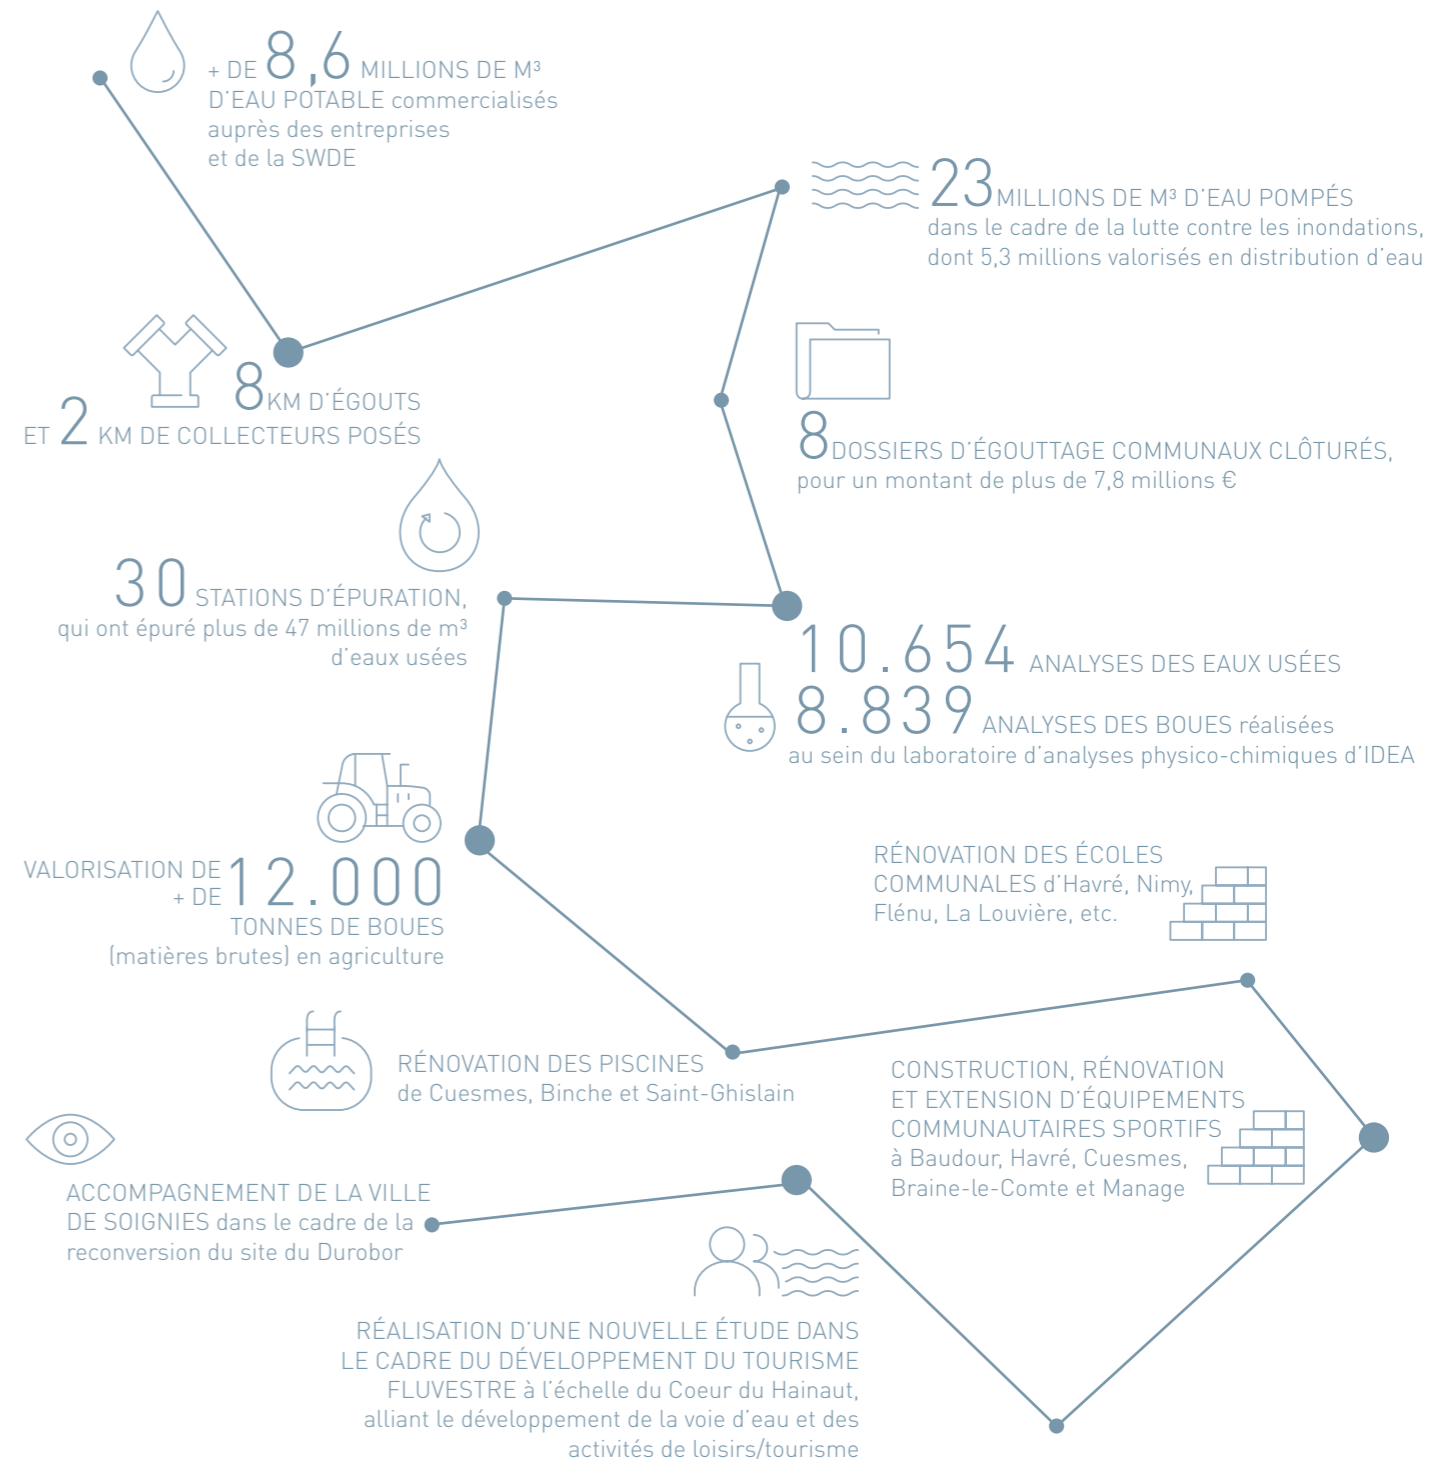 + DE 8,6 MILLIONS DE M³
D'EAU POTABLE commercialisés
auprès des entreprises
et de la SWDE
23 MILLIONS DE M³ D'EAU POMPÉS
dans le cadre de la lutte contre les inondations,
dont 5,3 millions valorisés en distribution d'eau
8 KM D'ÉGOUTS
ET 2 KM DE COLLECTEURS POSÉS
8 DOSSIERS D'ÉGOUTTAGE COMMUNAUX CLÔTURÉS,
pour un montant de plus de 7,8 millions €
30 STATIONS D'ÉPURATION,
qui ont épuré plus de 47 millions de m³
d'eaux usées
10.654 ANALYSES DES EAUX USÉES
8.839 ANALYSES DES BOUES réalisées
au sein du laboratoire d'analyses physico-chimiques d'IDEA
VALORISATION DE
+ DE 12.000
TONNES DE BOUES
(matières brutes) en agriculture
RÉNOVATION DES ÉCOLES
COMMUNALES d'Havré, Nimy,
Flénu, La Louvière, etc.
RÉNOVATION DES PISCINES
de Cuesmes, Binche et Saint-Ghislain
CONSTRUCTION, RÉNOVATION
ET EXTENSION D'ÉQUIPEMENTS
COMMUNAUTAIRES SPORTIFS
à Baudour, Havré, Cuesmes,
Braine-le-Comte et Manage
ACCOMPAGNEMENT DE LA VILLE
DE SOIGNIES dans le cadre de la
reconversion du site du Durobor
RÉALISATION D'UNE NOUVELLE ÉTUDE DANS
LE CADRE DU DÉVELOPPEMENT DU TOURISME
FLUVESTRE à l'échelle du Coeur du Hainaut,
alliant le développement de la voie d'eau et des
activités de loisirs/tourisme